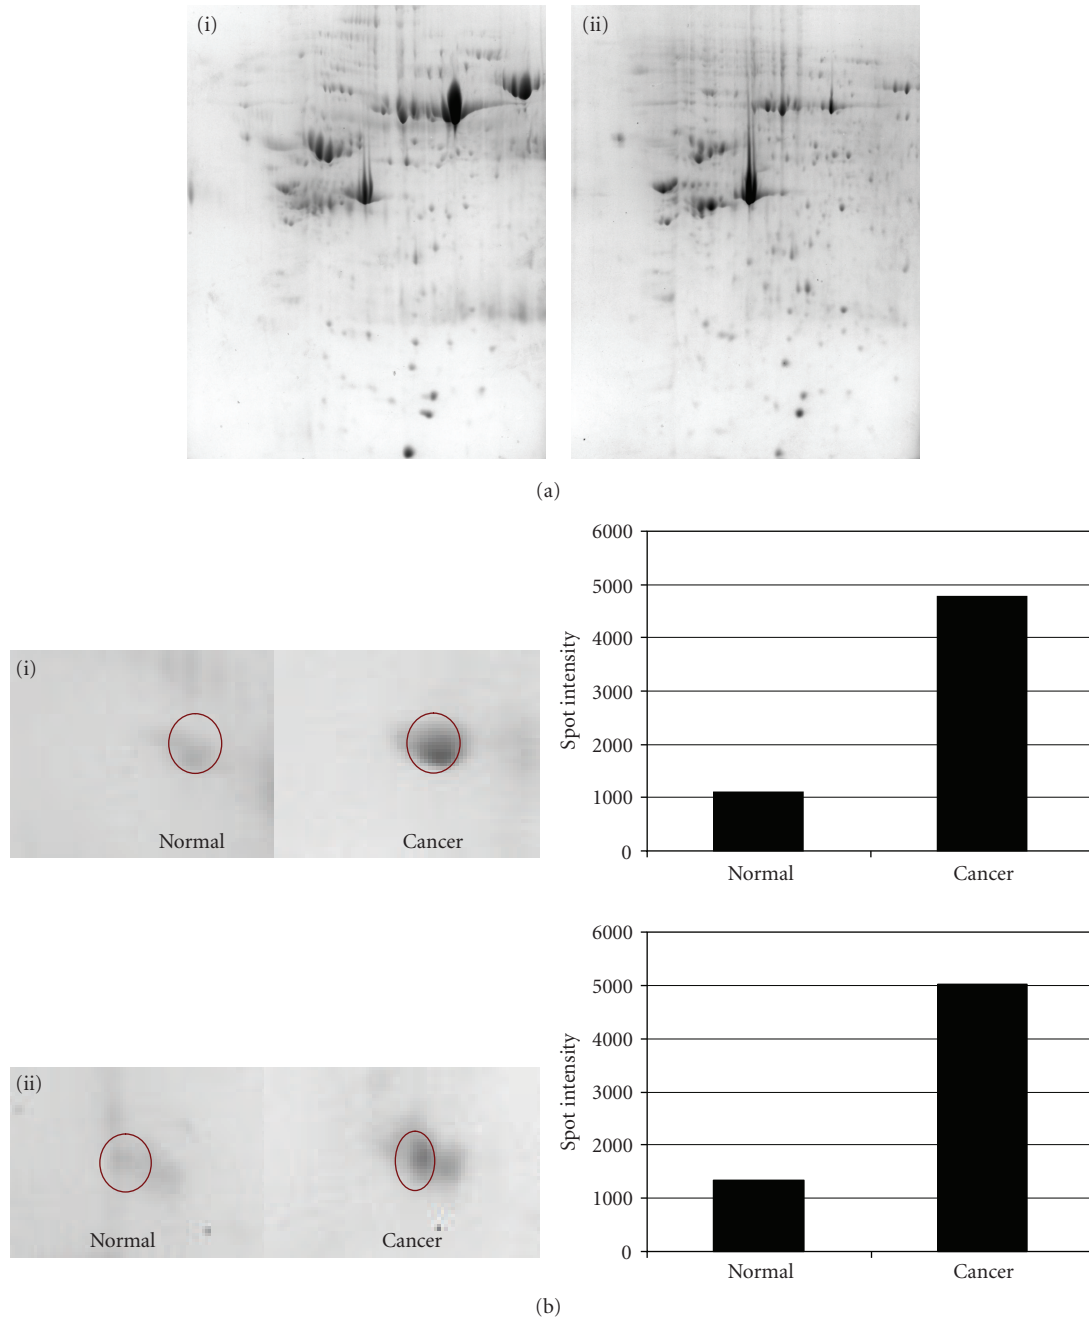 (i)
(ii)
(a)
(i)
Normal
Cancer
Spot intensity
6000
5000
4000
3000
2000
1000
0
Normal
Cancer
(ii)
Normal
Cancer
Spot intensity
6000
5000
4000
3000
2000
1000
0
Normal
Cancer
(b)